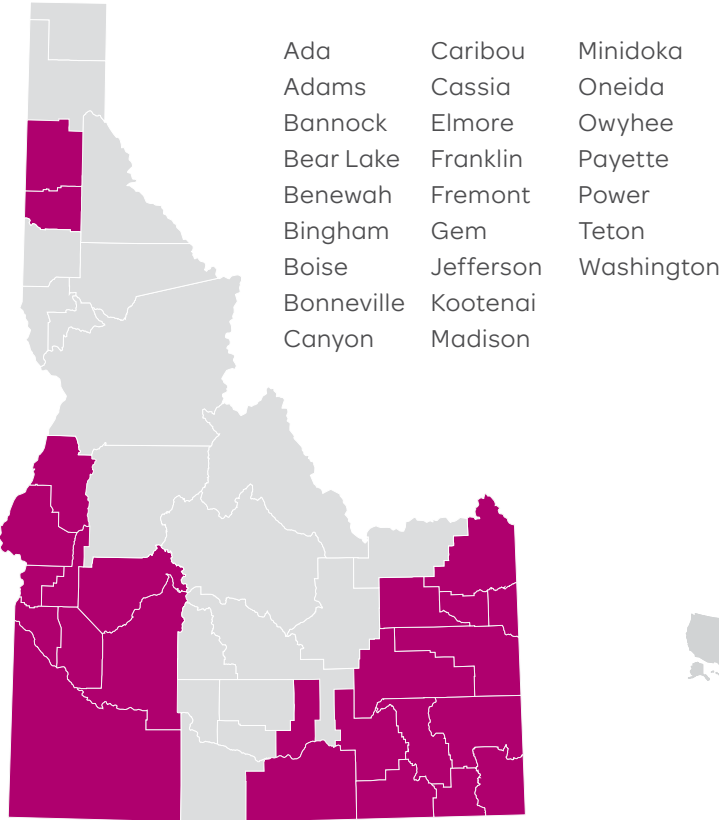 Ada
Adams
Bannock
Bear Lake
Benewah
Bingham
Boise
Bonneville
Canyon
Caribou
Cassia
Elmore
Franklin
Fremont
Gem
Jefferson
Kootenai
Madison
Minidoka
Oneida
Owyhee
Payette
Power
Teton
Washington